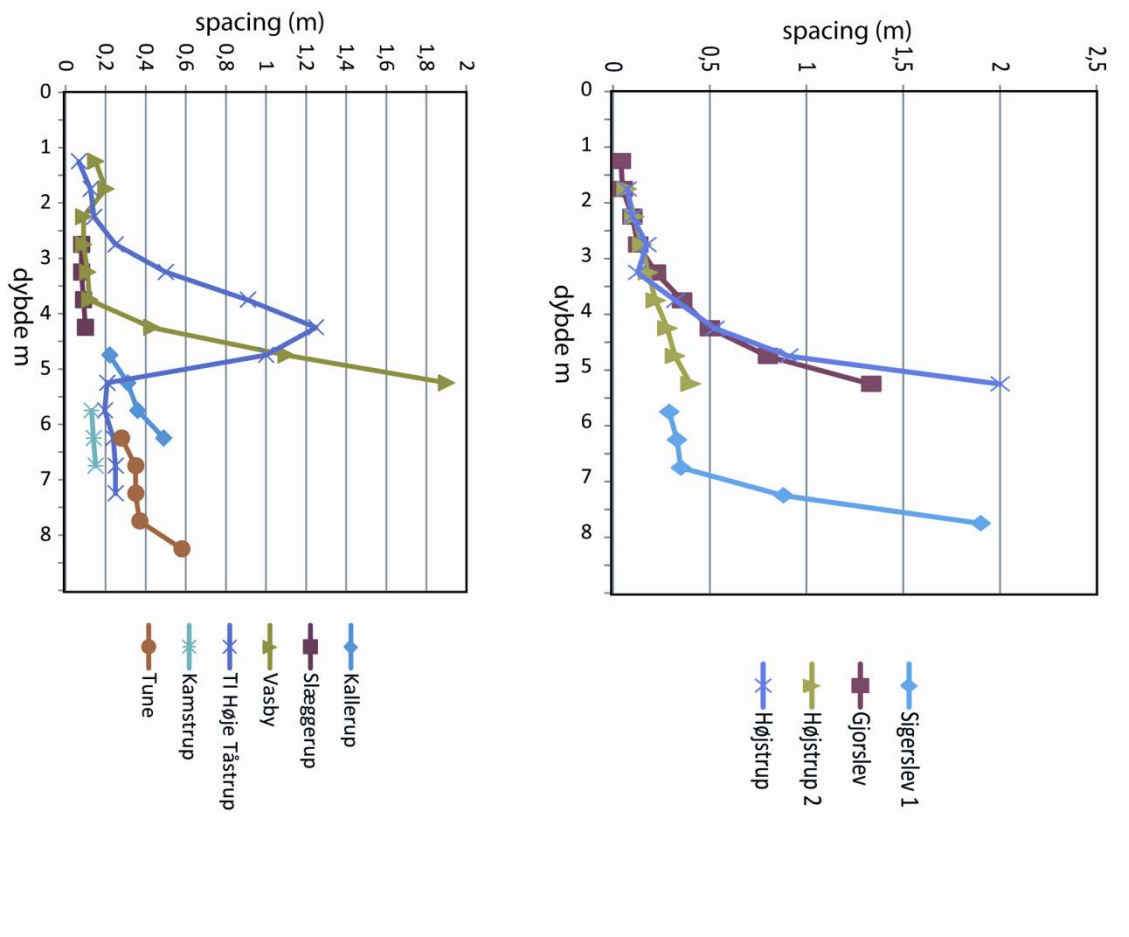 spacing (m)
0
0,2
0,4
0,6
0,8
1
1,2
1,4
1,6
1,8
2
0
1
2
3
4
5
6
7
8
dybde m
Kallerup
Slæggerup
Vasby
TI Høje Tåstrup
Kamstrup
Tune
spacing (m)
0
0,5
1
1,5
2
2,5
0
1
2
3
4
5
6
7
8
dybde m
Sigerslev 1
Gjorslev
Højstrup 2
Højstrup